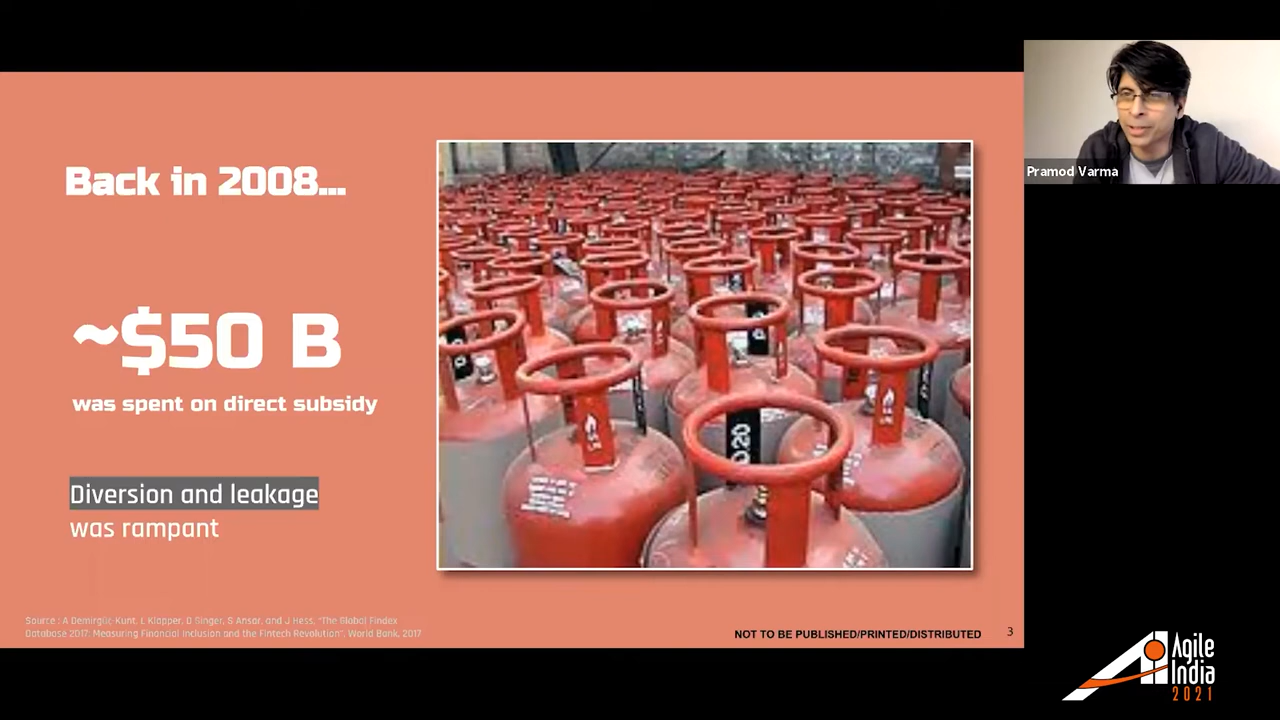 Back in 2008...
~$50 B
was spent on direct subsidy
Diversion and leakage
was rampant
Source : A Demirgüc-Kunt, L Klapper, D Singer, S Ansar, and J Hess, "The Global Findex
Database 2017: Measuring Financial Inclusion and the Fintech Revolution", World Bank, 2017
NOT TO BE PUBLISHED/PRINTED/DISTRIBUTED
3
Pramod Varma
Agile
India
2021